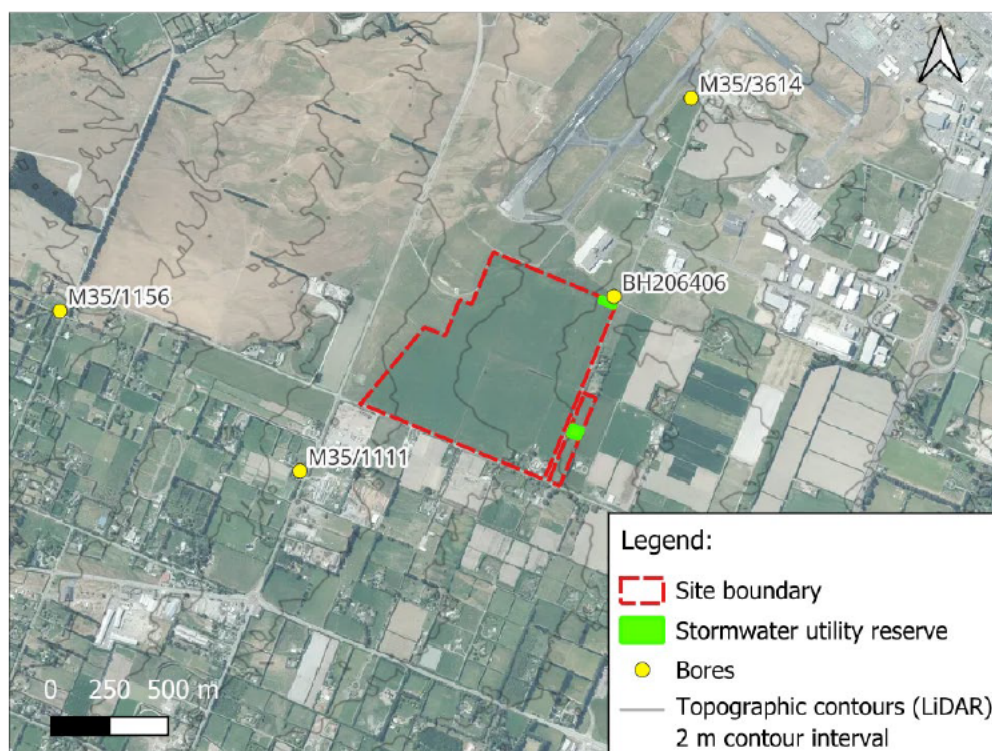 M35/3614
BH206406
M35/1156
M35/1111
0 250 500 m
Legend:
Site boundary
Stormwater utility reserve
Bores
Topographic contours (LiDAR)
2 m contour interval